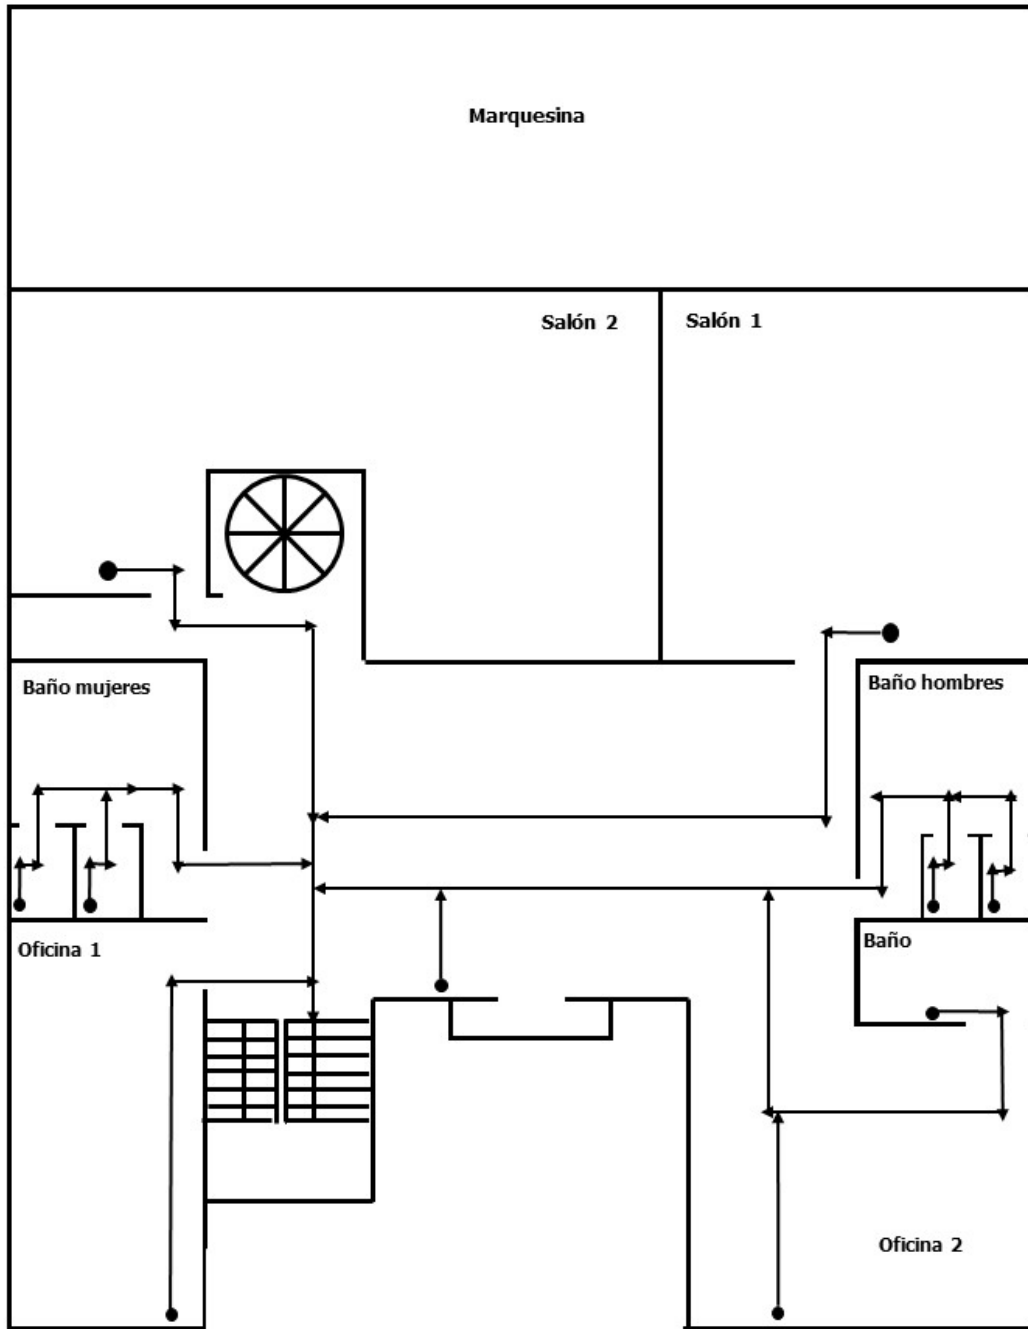 Marquesina
Salón 2
Salón 1
Baño mujeres
Baño hombres
Oficina 1
Baño
Oficina 2